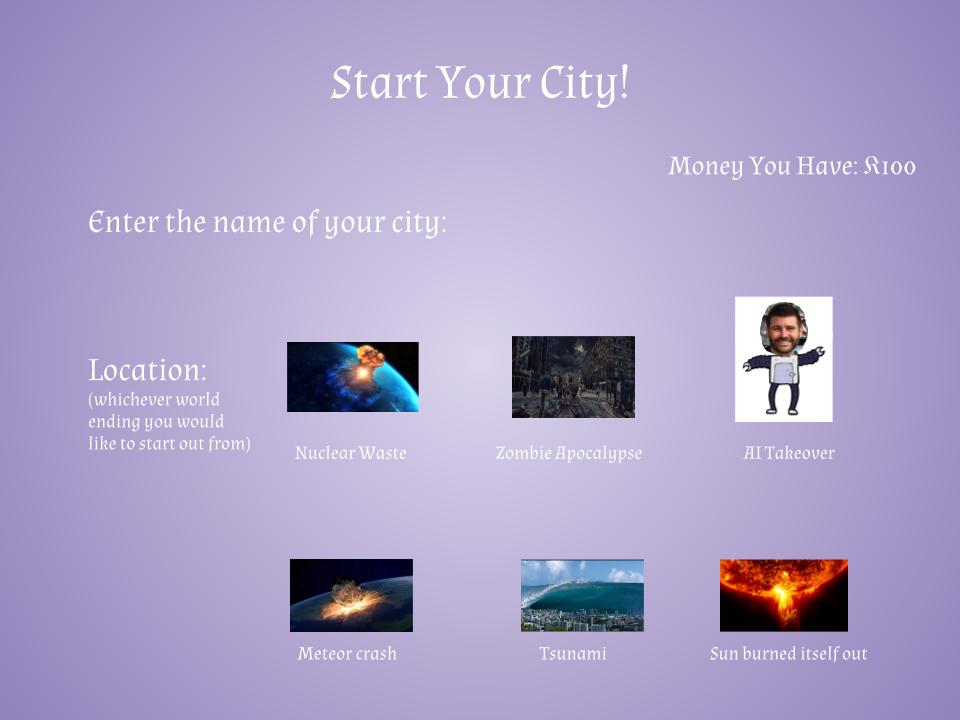 Start Your City!
Money You Have: ֏100
Enter the name of your city:
Location:
(whichever world
ending you would
like to start out from)
Nuclear Waste
Zombie Apocalypse
AI Takeover
Meteor crash
Tsunami
Sun burned itself out